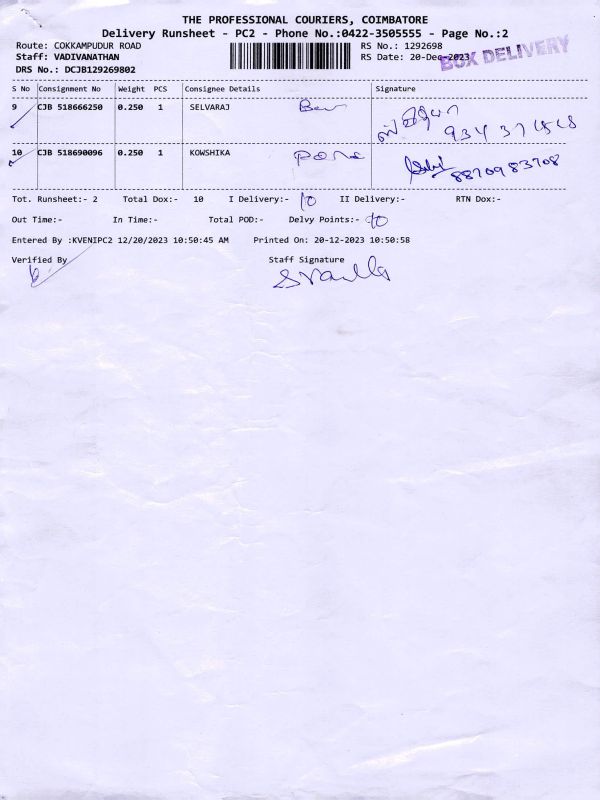 THE PROFESSIONAL COURIERS, COIMBATORE
Delivery Runsheet - PC2 - Phone No.:0422-3505555 - Page No.:2
Route: COKKAMPUDUR ROAD RS No.: 1292698
Staff: VADIVANATHAN RS Date: 20-Dec-2023
BOX DELIVERY
DRS No.: DCJB129269802
S No Consignment No Weight PCS Consignee Details Signature
9 CJB 518666250 0.250 1 SELVARAJ
10 CJB 518690096 0.250 1 KOWSHIKA
8870983708
Tot. Runsheet:- 2 Total Dox:- 10 I Delivery:- 10 II Delivery:- RTN Dox:-
Out Time:- In Time:- Total POD:- Delvy Points:- 10
Entered By :KVENIPC2 12/20/2023 10:50:45 AM Printed On: 20-12-2023 10:50:58
Verified By Staff Signature